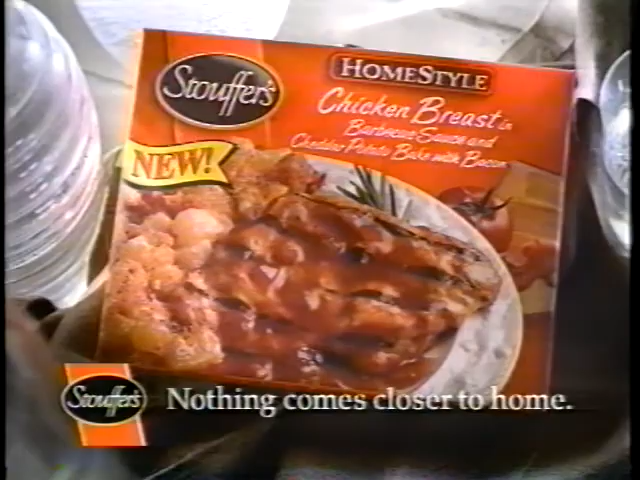 Stouffer's
HOMESTYLE
Chicken Breast in
Barbecue Sauce and
Cheddar Potato Bake with Bacon
NEW!
Stouffer's
Nothing comes closer to home.